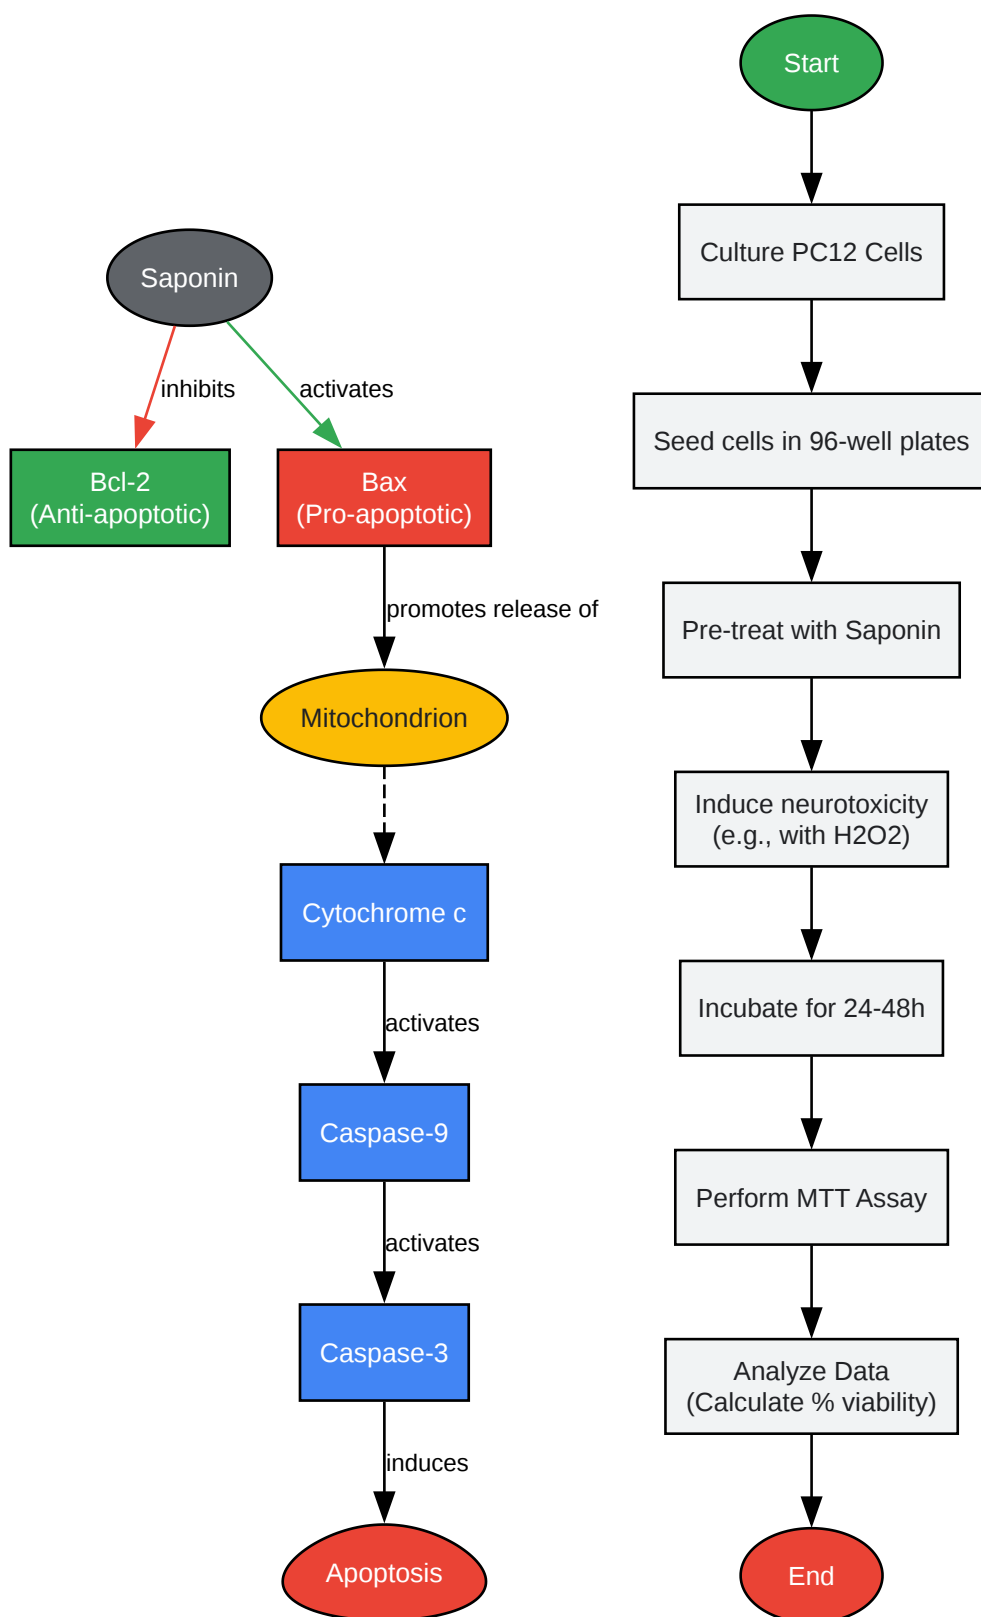 Saponin
inhibits
activates
Bcl-2
(Anti-apoptotic)
Bax
(Pro-apoptotic)
promotes release of
Mitochondrion
Cytochrome c
activates
Caspase-9
activates
Caspase-3
induces
Apoptosis
Start
Culture PC12 Cells
Seed cells in 96-well plates
Pre-treat with Saponin
Induce neurotoxicity
(e.g., with H2O2)
Incubate for 24-48h
Perform MTT Assay
Analyze Data
(Calculate % viability)
End